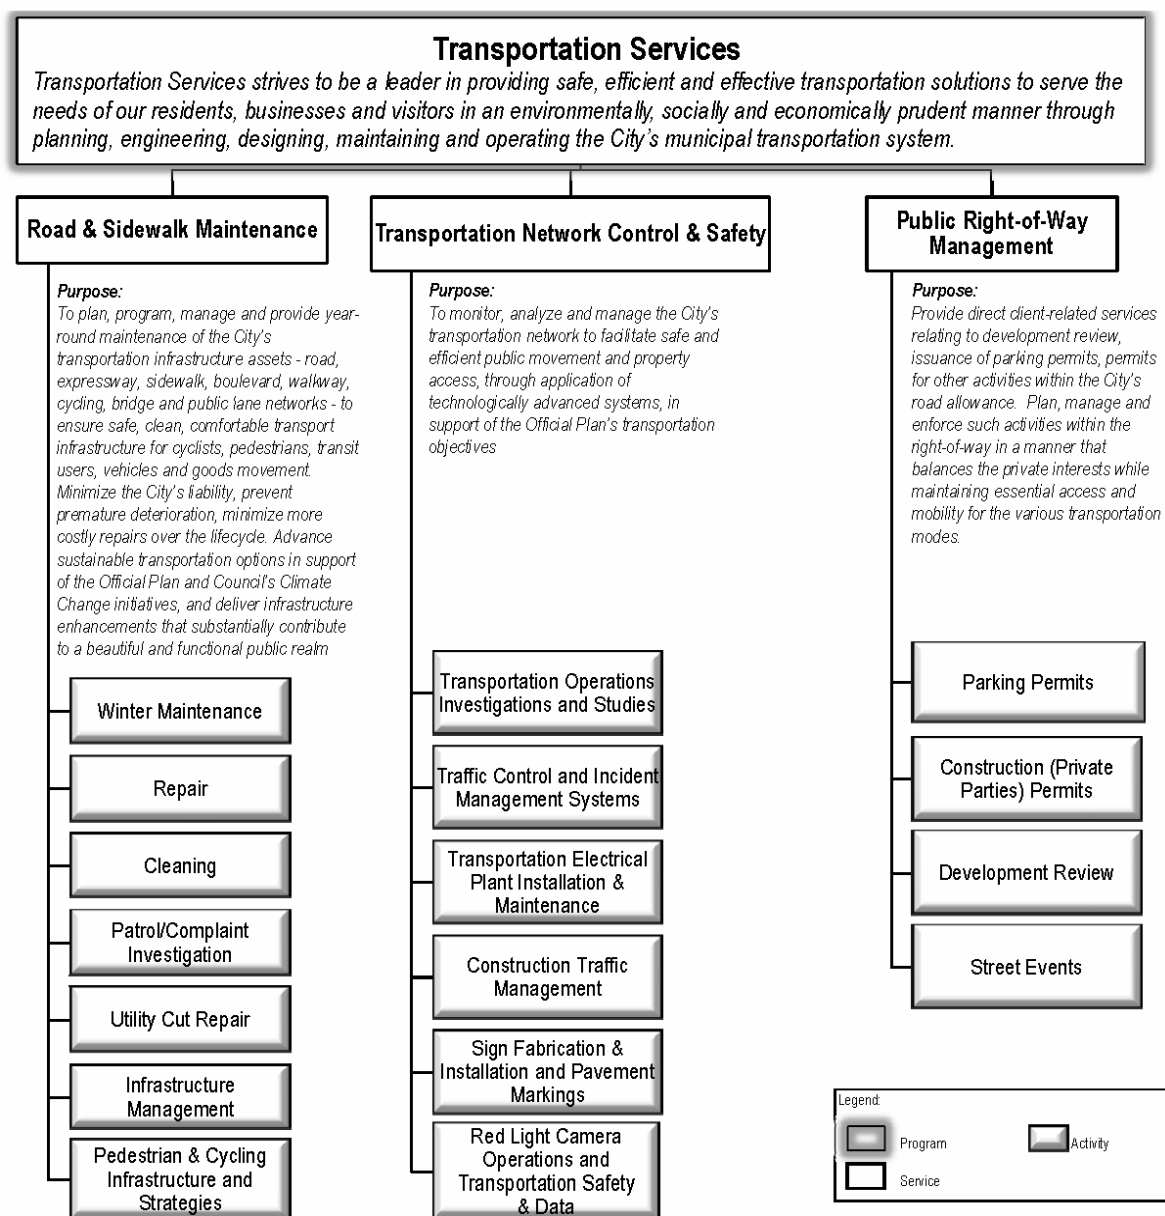 Transportation Services
Transportation Services strives to be a leader in providing safe, efficient and effective transportation solutions to serve the
needs of our residents, businesses and visitors in an environmentally, socially and economically prudent manner through
planning, engineering, designing, maintaining and operating the City's municipal transportation system.
Road & Sidewalk Maintenance
Purpose:
To plan, program, manage and provide year-
round maintenance of the City's
transportation infrastructure assets - road,
expressway, sidewalk, boulevard, walkway,
cycling, bridge and public lane networks - to
ensure safe, clean, comfortable transport
infrastructure for cyclists, pedestrians, transit
users, vehicles and goods movement.
Minimize the City's liability, prevent
premature deterioration, minimize more
costly repairs over the lifecycle. Advance
sustainable transportation options in support
of the Official Plan and Council's Climate
Change initiatives, and deliver infrastructure
enhancements that substantially contribute
to a beautiful and functional public realm
Winter Maintenance
Repair
Cleaning
Patrol/Complaint
Investigation
Utility Cut Repair
Infrastructure
Management
Pedestrian & Cycling
Infrastructure and
Strategies
Transportation Network Control & Safety
Purpose:
To monitor, analyze and manage the City's
transportation network to facilitate safe and
efficient public movement and property
access, through application of
technologically advanced systems, in
support of the Official Plan's transportation
objectives
Transportation Operations
Investigations and Studies
Traffic Control and Incident
Management Systems
Transportation Electrical
Plant Installation &
Maintenance
Construction Traffic
Management
Sign Fabrication &
Installation and Pavement
Markings
Red Light Camera
Operations and
Transportation Safety
& Data
Public Right-of-Way
Management
Purpose:
Provide direct client-related services
relating to development review,
issuance of parking permits, permits
for other activities within the City's
road allowance. Plan, manage and
enforce such activities within the
right-of-way in a manner that
balances the private interests while
maintaining essential access and
mobility for the various transportation
modes.
Parking Permits
Construction (Private
Parties) Permits
Development Review
Street Events
Legend:
Program
Activity
Service